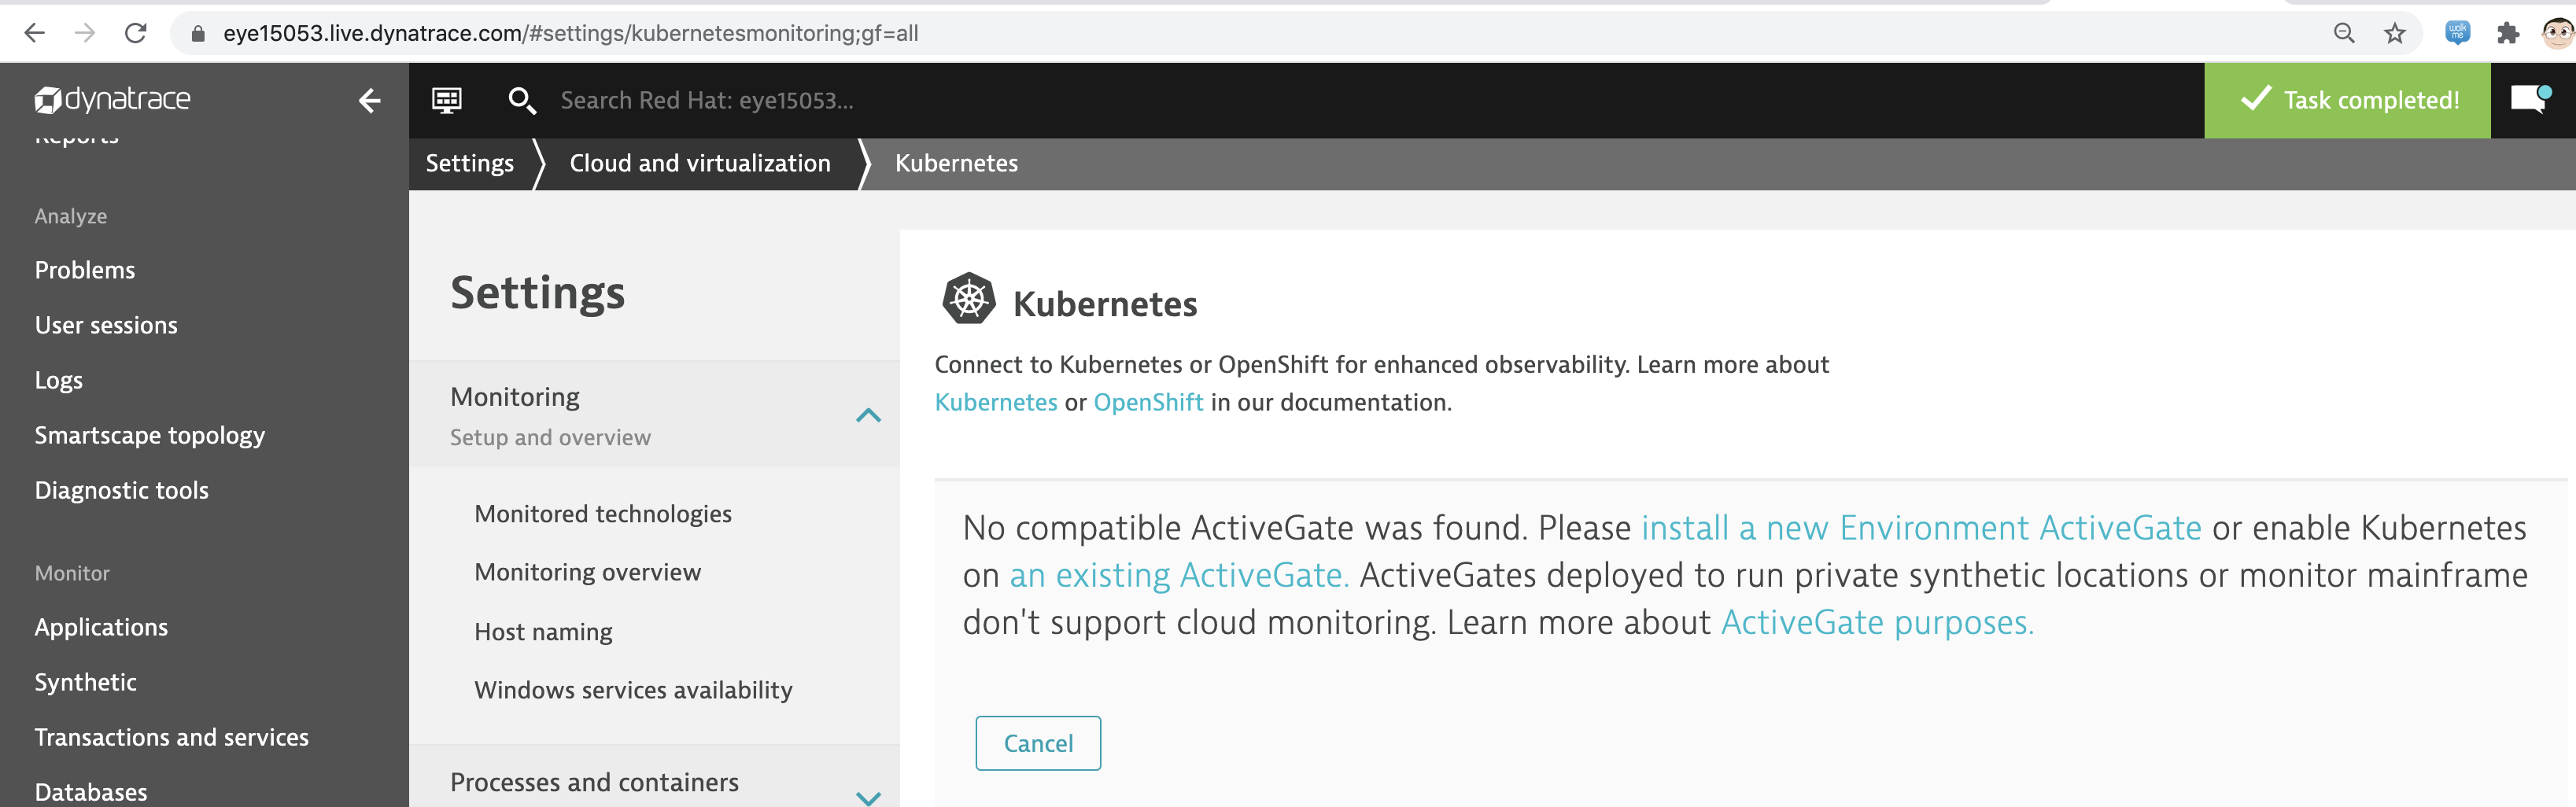 eye15053.live.dynatrace.com/#settings/kubernetesmonitoring;gf=all
walk me
dynatrace
Search Red Hat: eye15053...
Task completed!
Reports
Settings
Cloud and virtualization
Kubernetes
Analyze
Problems
User sessions
Logs
Smartscape topology
Diagnostic tools
Monitor
Applications
Synthetic
Transactions and services
Databases
Settings
Monitoring
Setup and overview
Monitored technologies
Monitoring overview
Host naming
Windows services availability
Processes and containers
Kubernetes
Connect to Kubernetes or OpenShift for enhanced observability. Learn more about
Kubernetes or OpenShift in our documentation.
No compatible ActiveGate was found. Please install a new Environment ActiveGate or enable Kubernetes
on an existing ActiveGate. ActiveGates deployed to run private synthetic locations or monitor mainframe
don't support cloud monitoring. Learn more about ActiveGate purposes.
Cancel